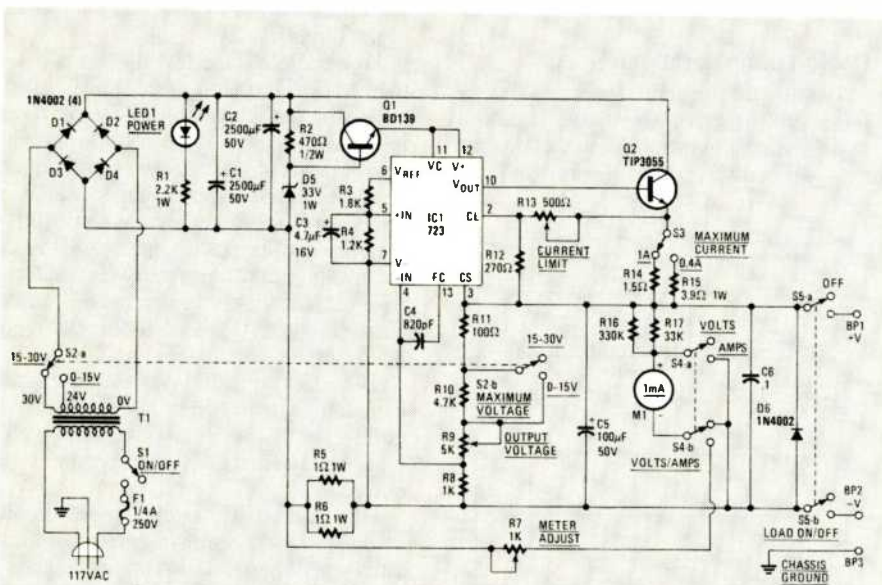 1N4002 (4)
D1
D2
D3
D4
LED1
POWER
R1
2.2K
1W
C2
2500µF
50V
+
C1
2500µF
50V
+
R2
470Ω
1/2W
D5
33V
1W
Q1
BD139
11
12
VC
V+
6
VREF
VOUT
10
R3
1.8K
5
+IN
IC1
723
CL
2
C3
4.7µF
16V
+
R4
1.2K
7
V
-IN
FC
CS
4
13
3
C4
820pF
R13 500Ω
CURRENT
LIMIT
R12
270Ω
Q2
TIP3055
S3
MAXIMUM
CURRENT
1A
0.4A
R14
1.5Ω
R15
3.9Ω 1W
S5-a
OFF
BP1
+V
R11
100Ω
R16
330K
R17
33K
VOLTS
AMPS
S4-a
15-30V
S2-a
0-15V
30V
24V
0V
T1
S1
ON/OFF
F1
1/4A
250V
117VAC
15-30V
0-15V
S2-b
MAXIMUM
VOLTAGE
R10
4.7K
R9
5K
OUTPUT
VOLTAGE
R8
1K
C5
100µF
50V
+
+
1mA
M1
-
S4-b
VOLTS/AMPS
C6
.1
D6
1N4002
R5
1Ω 1W
R6
1Ω 1W
R7
1K
METER
ADJUST
BP2
-V
S5-b
LOAD ON/OFF
BP3
CHASSIS
GROUND